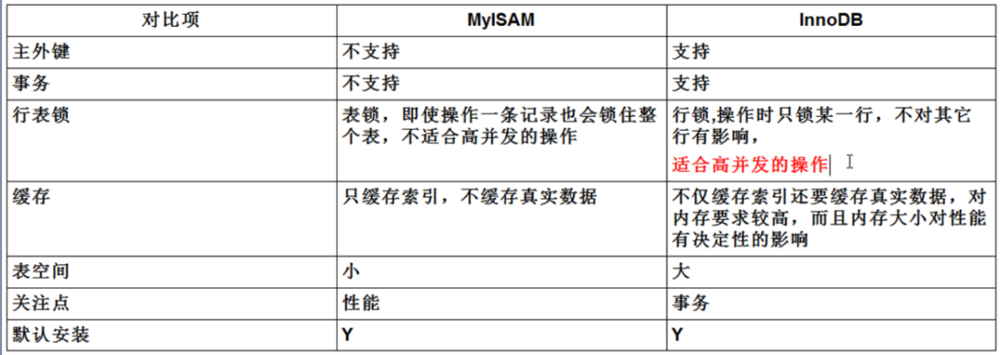 对比项 MyISAM InnoDB
主外键 不支持 支持
事务 不支持 支持
行表锁 表锁，即使操作一条记录也会锁住整 行锁,操作时只锁某一行，不对其它
个表，不适合高并发的操作 行有影响，
适合高并发的操作
缓存 只缓存索引，不缓存真实数据 不仅缓存索引还要缓存真实数据，对
内存要求较高，而且内存大小对性能
有决定性的影响
表空间 小 大
关注点 性能 事务
默认安装 Y Y